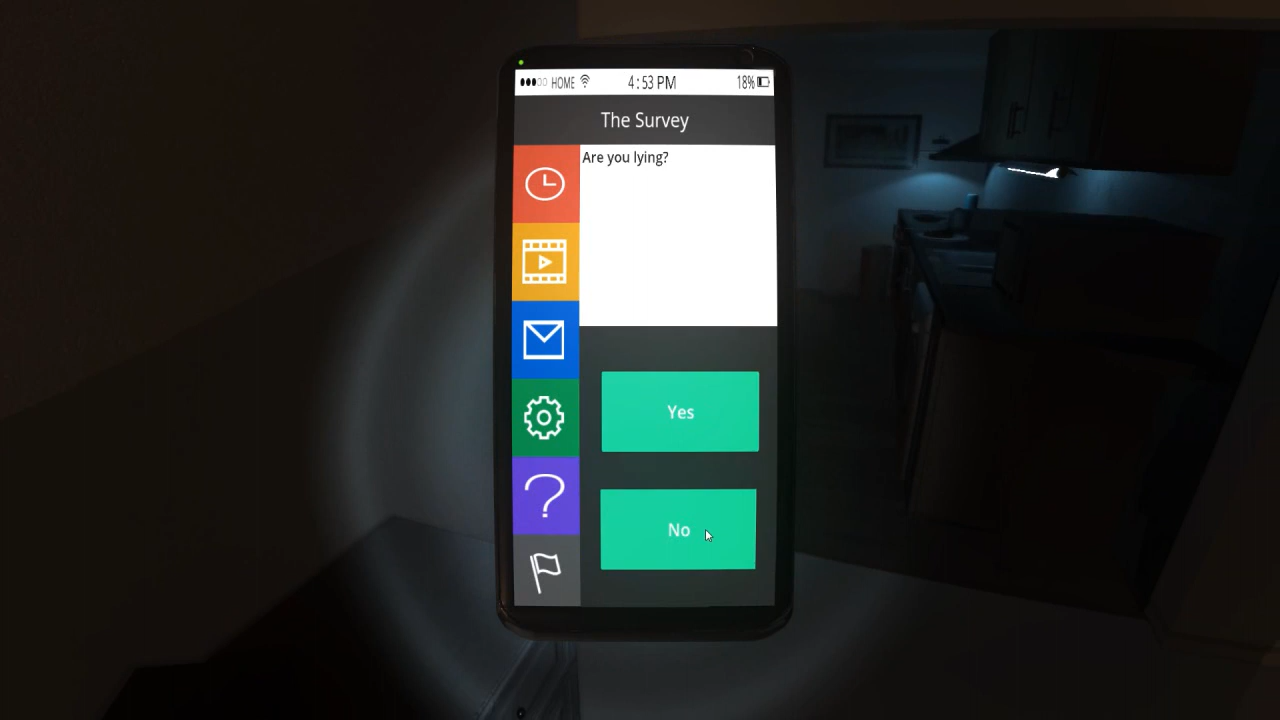 HOME 4:53 PM 18%
The Survey
Are you lying?
Yes
No